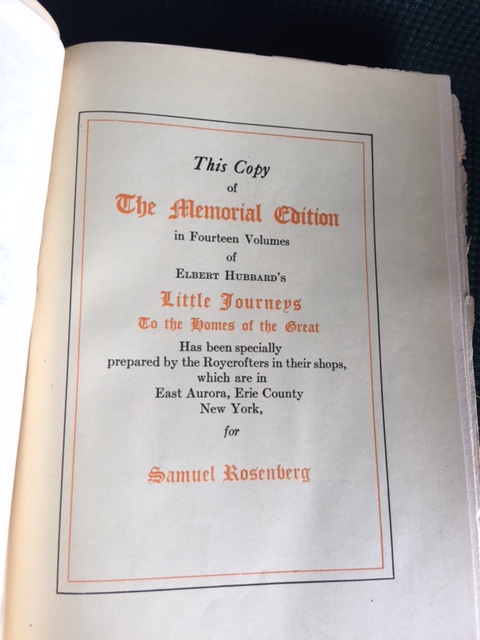 This Copy
of
The Memorial Edition
in Fourteen Volumes
of
ELBERT HUBBARD'S
Little Journeys
To the Homes of the Great
Has been specially
prepared by the Roycrofters in their shops,
which are in
East Aurora, Erie County
New York,
for
Samuel Rosenberg